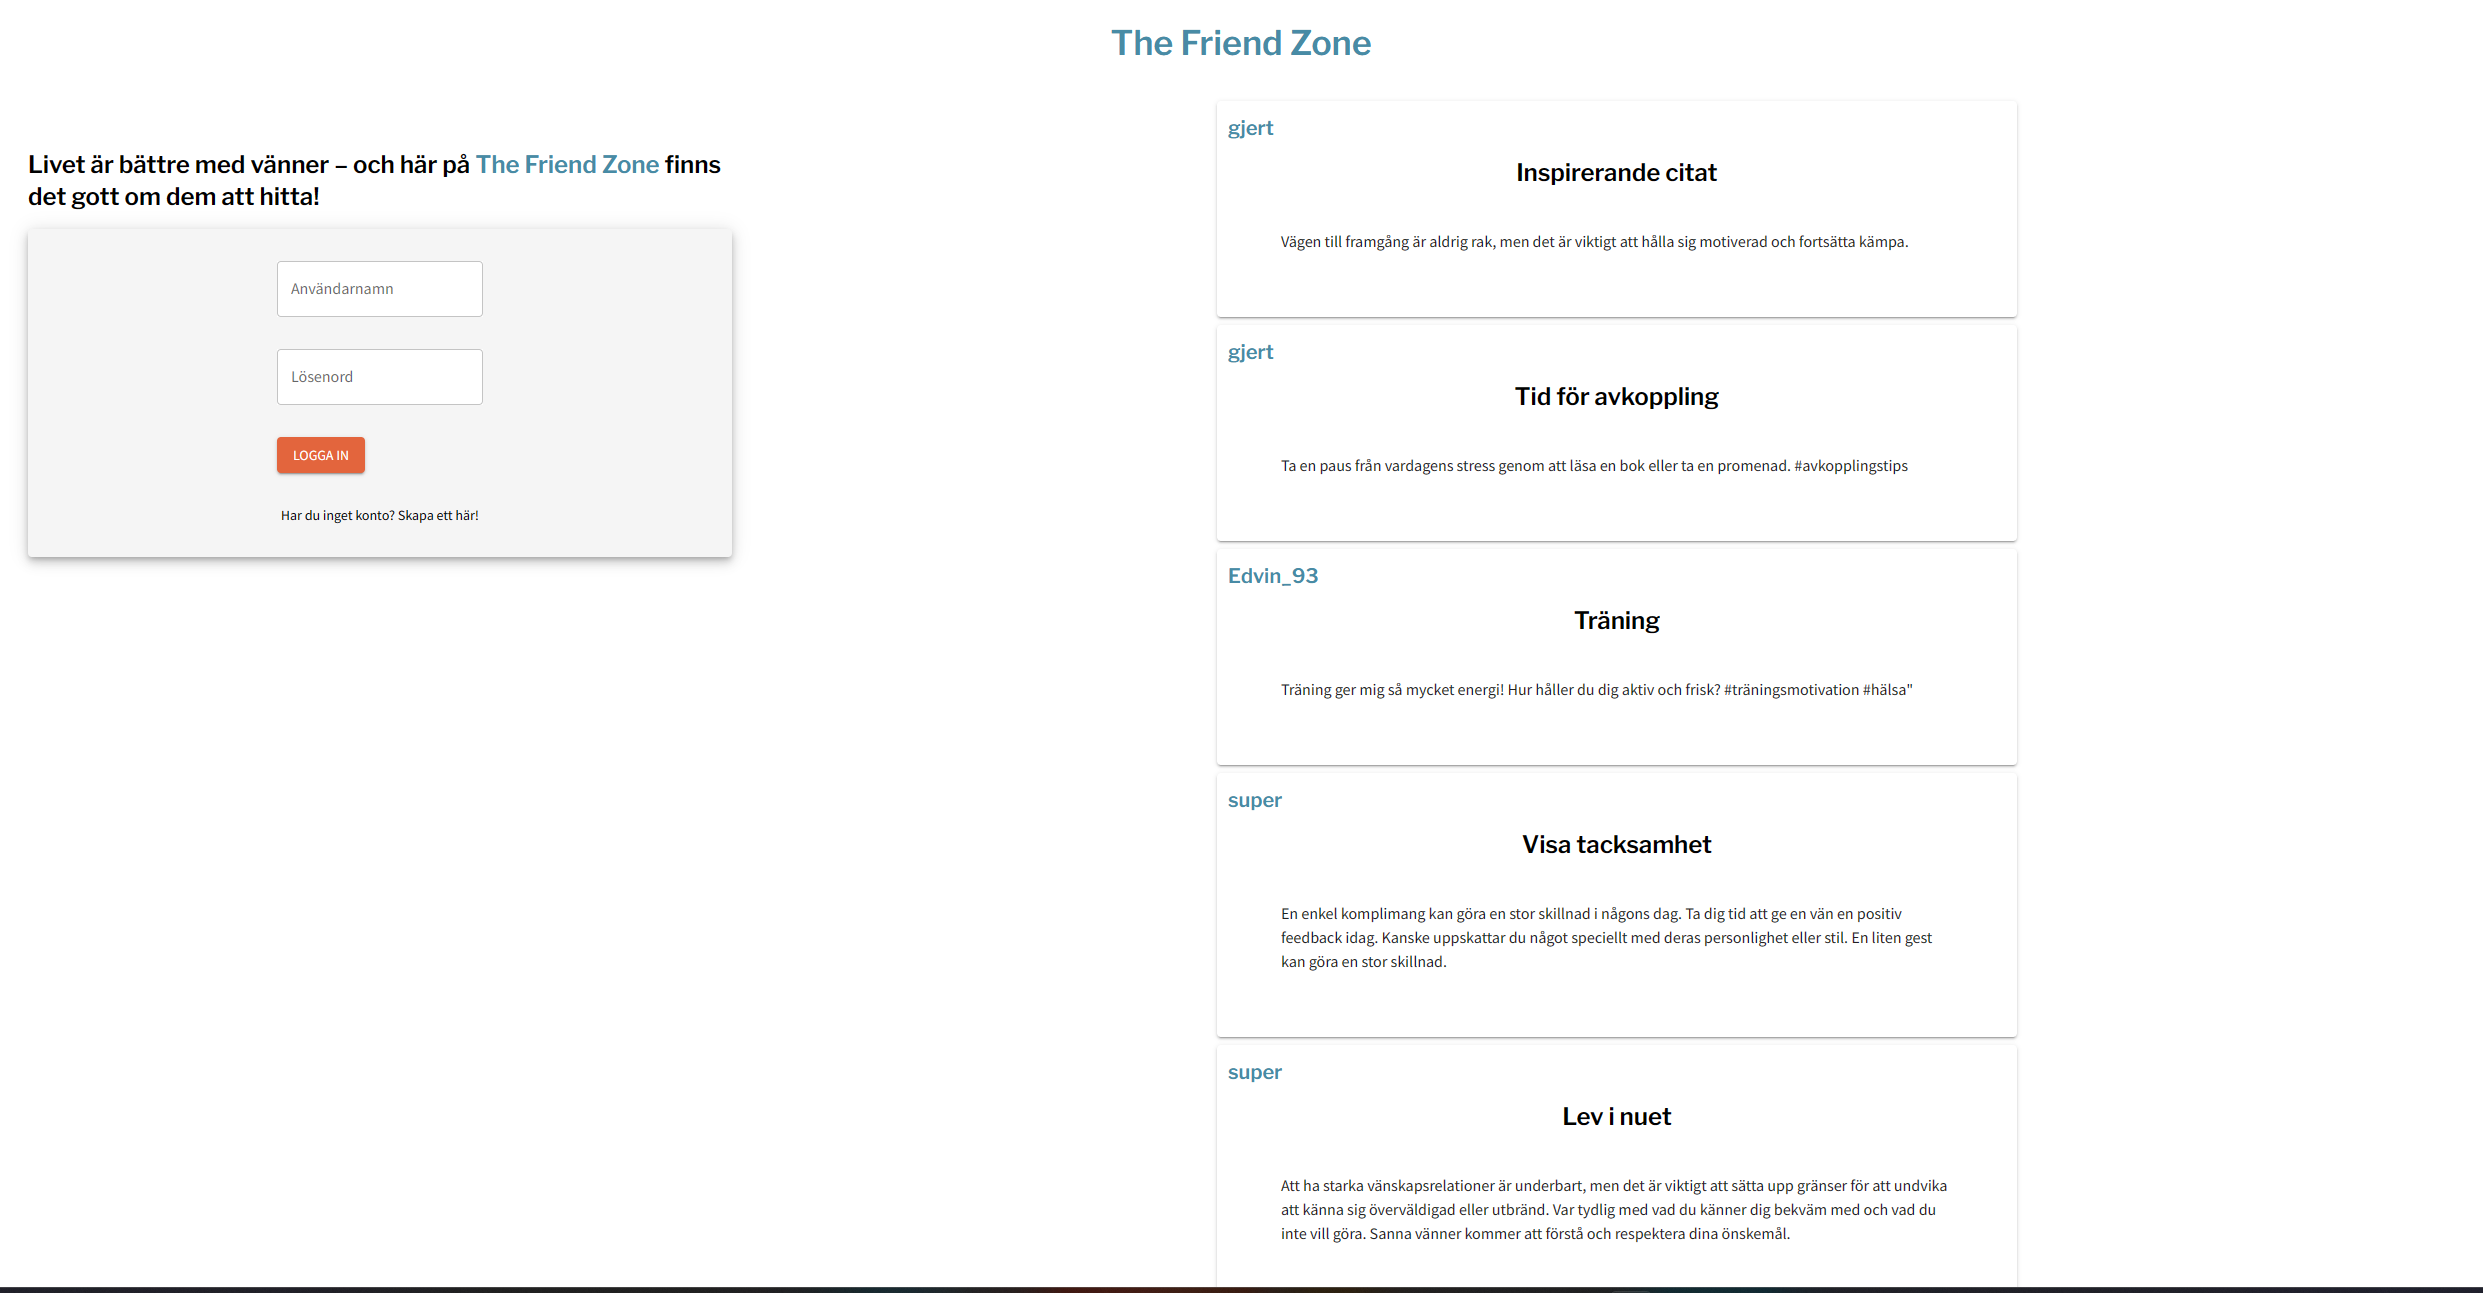 The Friend Zone
Livet är bättre med vänner – och här på The Friend Zone finns
det gott om dem att hitta!
Användarnamn
Lösenord
LOGGA IN
Har du inget konto? Skapa ett här!
gjert
Inspirerande citat
Vägen till framgång är aldrig rak, men det är viktigt att hålla sig motiverad och fortsätta kämpa.
gjert
Tid för avkoppling
Ta en paus från vardagens stress genom att läsa en bok eller ta en promenad. #avkopplingstips
Edvin_93
Träning
Träning ger mig så mycket energi! Hur håller du dig aktiv och frisk? #träningsmotivation #hälsa"
super
Visa tacksamhet
En enkel komplimang kan göra en stor skillnad i någons dag. Ta dig tid att ge en vän en positiv
feedback idag. Kanske uppskattar du något speciellt med deras personlighet eller stil. En liten gest
kan göra en stor skillnad.
super
Lev i nuet
Att ha starka vänskapsrelationer är underbart, men det är viktigt att sätta upp gränser för att undvika
att känna sig överväldigad eller utbränd. Var tydlig med vad du känner dig bekväm med och vad du
inte vill göra. Sanna vänner kommer att förstå och respektera dina önskemål.